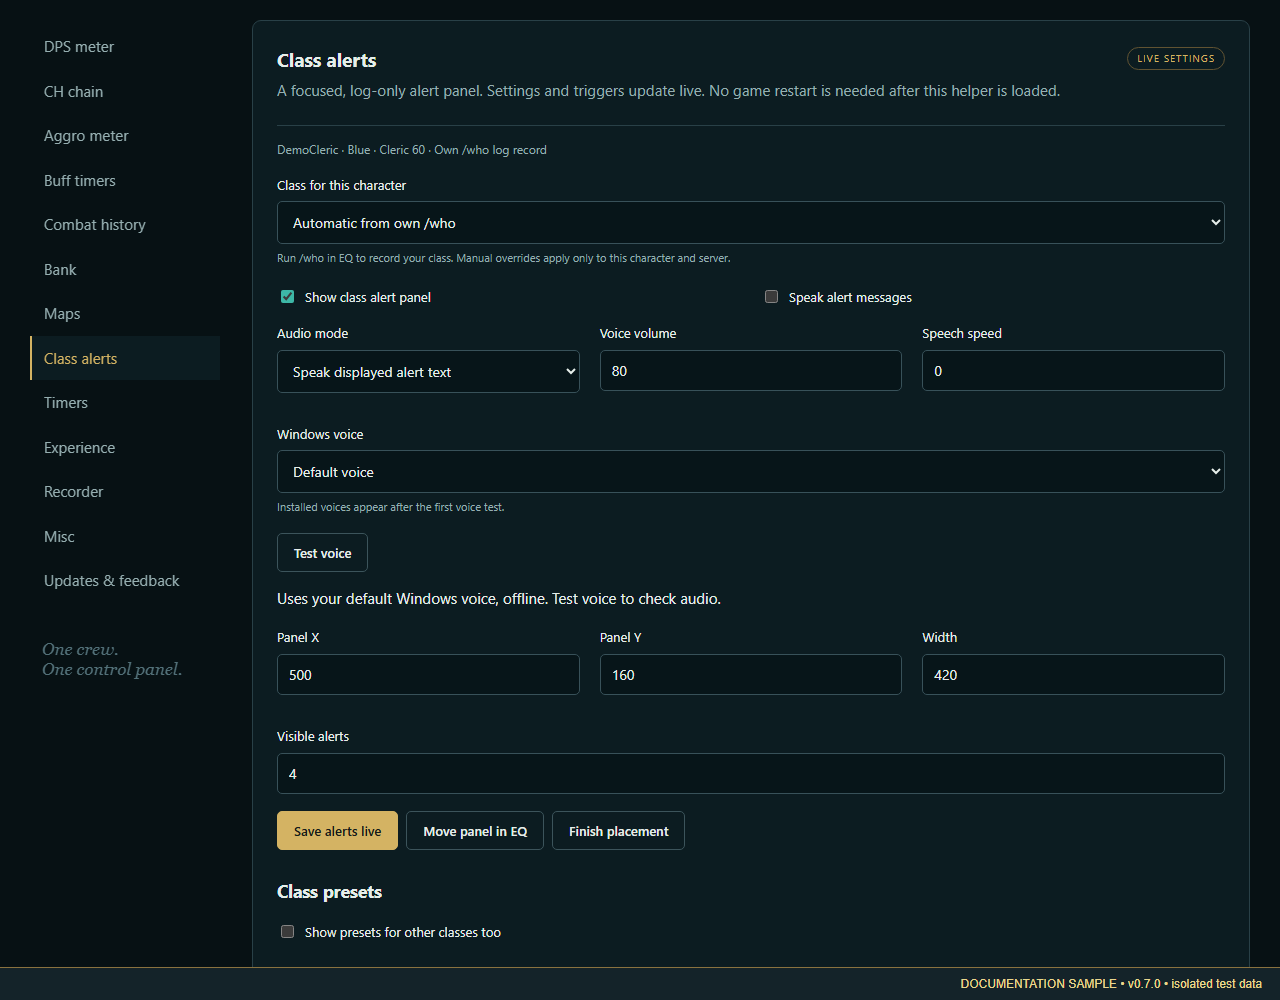 DPS meter
CH chain
Aggro meter
Buff timers
Combat history
Bank
Maps
Class alerts
Timers
Experience
Recorder
Misc
Updates & feedback
One crew.
One control panel.
Class alerts
LIVE SETTINGS
A focused, log-only alert panel. Settings and triggers update live. No game restart is needed after this helper is loaded.
DemoCleric · Blue · Cleric 60 · Own /who log record
Class for this character
Automatic from own /who
Run /who in EQ to record your class. Manual overrides apply only to this character and server.
Show class alert panel
Speak alert messages
Audio mode
Voice volume
Speech speed
Speak displayed alert text
80
0
Windows voice
Default voice
Installed voices appear after the first voice test.
Test voice
Uses your default Windows voice, offline. Test voice to check audio.
Panel X
Panel Y
Width
500
160
420
Visible alerts
4
Save alerts live
Move panel in EQ
Finish placement
Class presets
Show presets for other classes too
DOCUMENTATION SAMPLE • v0.7.0 • isolated test data